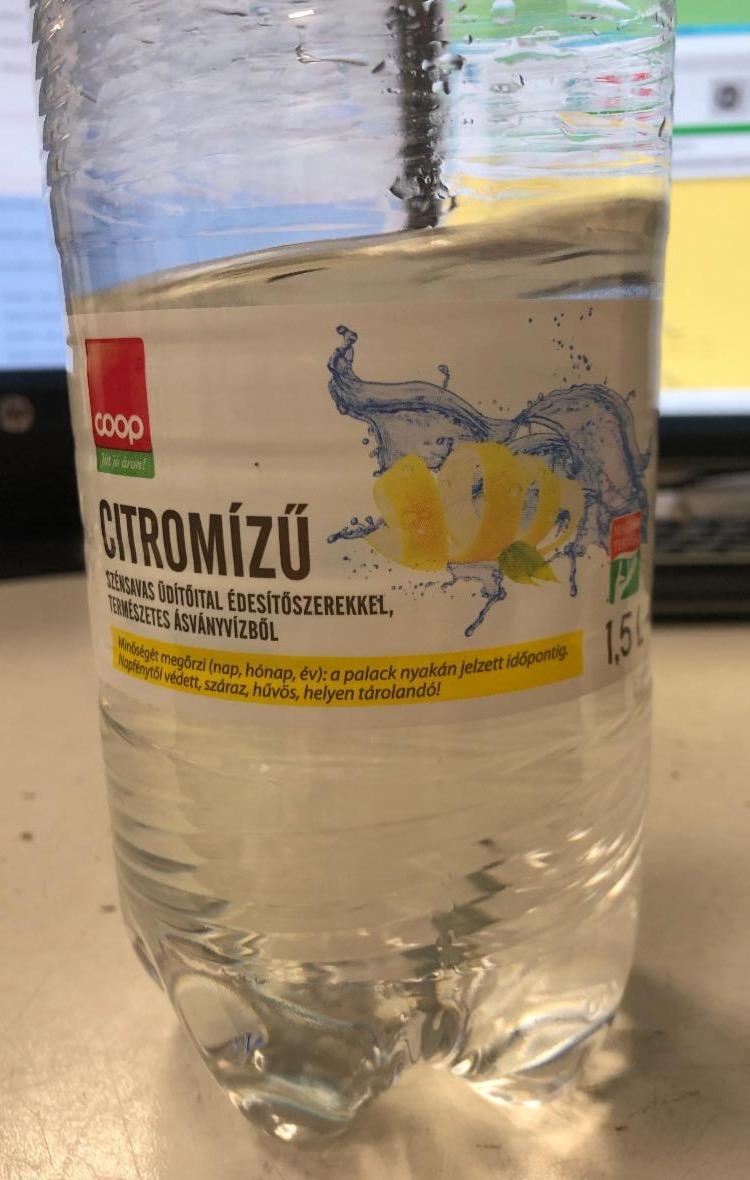 coop
Jót jó áron!
CITROMÍZŰ
SZÉNSAVAS ÜDÍTŐITAL ÉDESÍTŐSZEREKKEL,
TERMÉSZETES ÁSVÁNYVÍZBŐL
1,5 L
Minőségét megőrzi (nap, hónap, év): a palack nyakán jelzett időpontig.
Napfénytől védett, száraz, hűvös, helyen tárolandó!